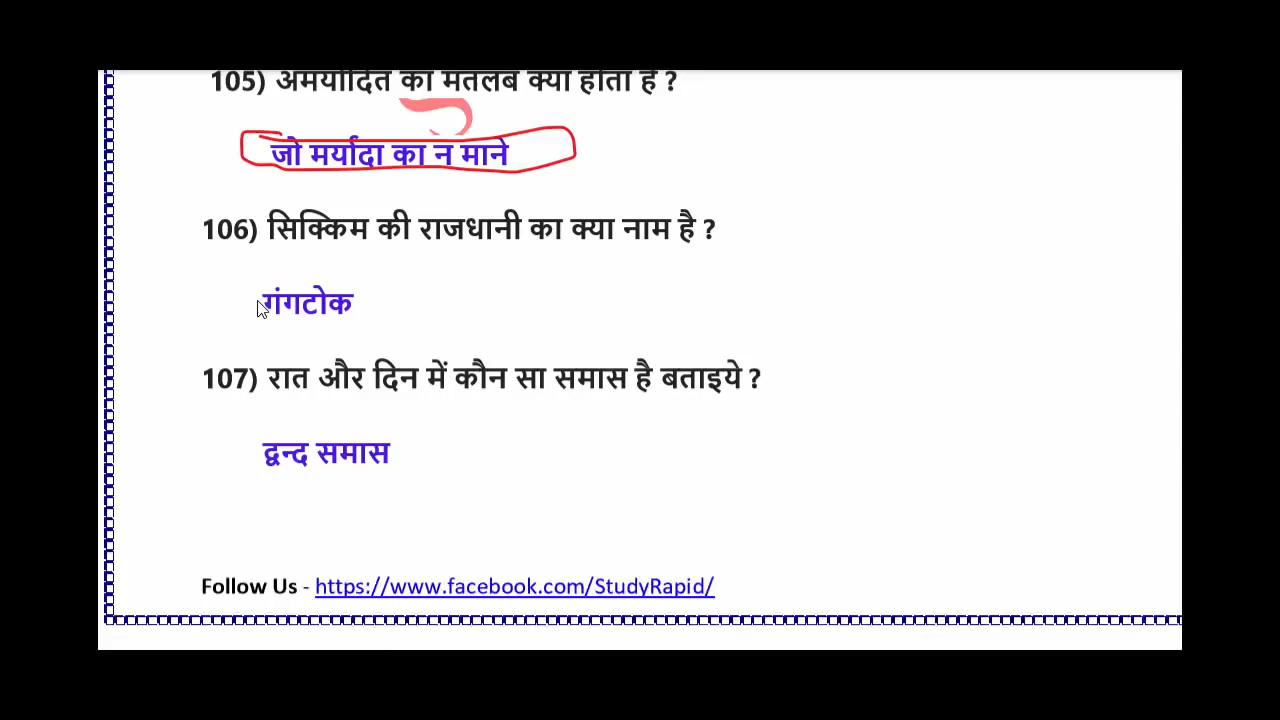 105) अमर्यादित का मतलब क्या होता है ?
जो मर्यादा का न माने
106) सिक्किम की राजधानी का क्या नाम है ?
गंगटोक
107) रात और दिन में कौन सा समास है बताइये ?
द्वन्द समास
Follow Us - https://www.facebook.com/StudyRapid/